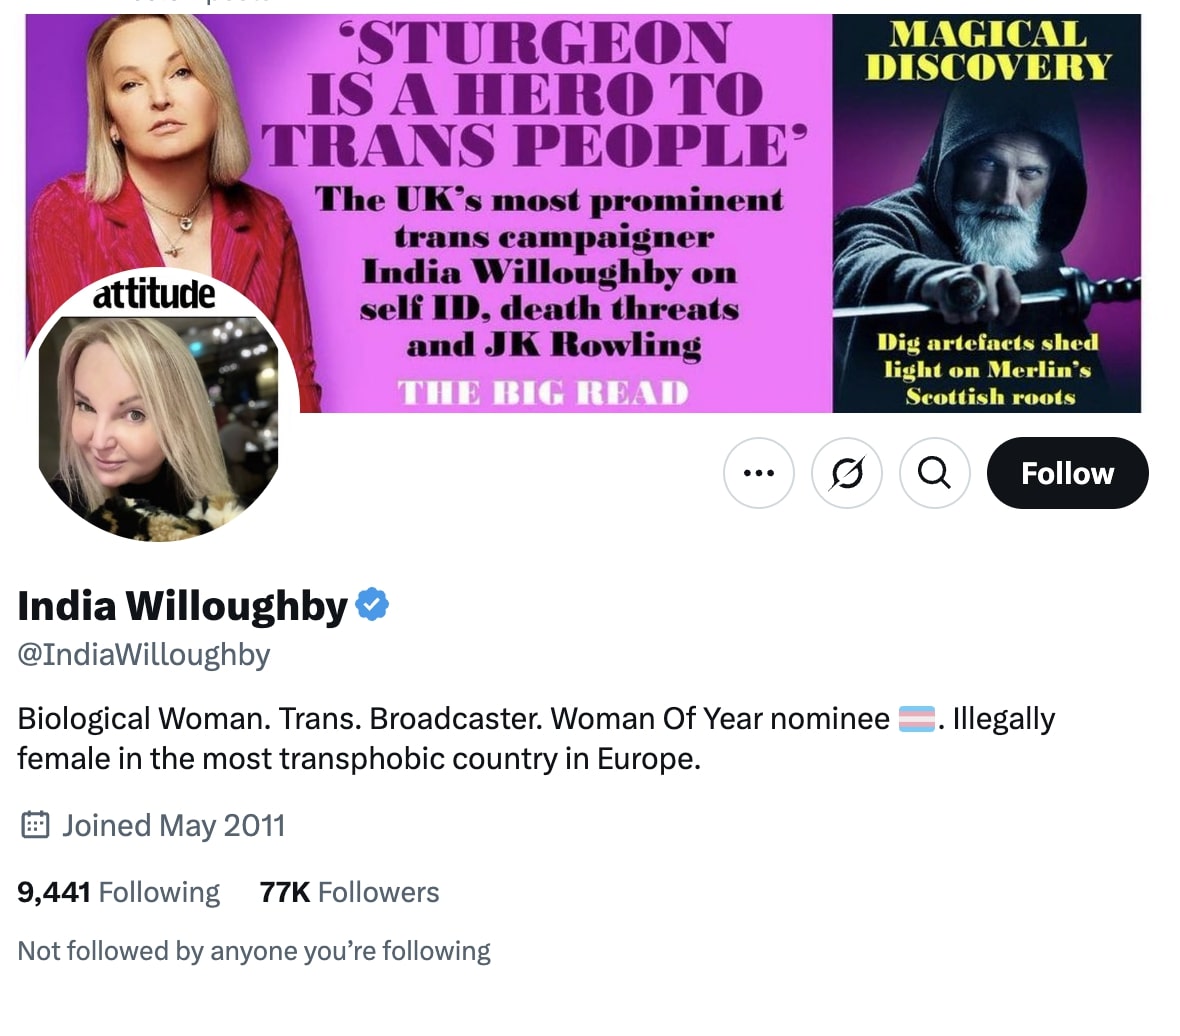 ‘STURGEON
IS A HERO TO
TRANS PEOPLE’
The UK’s most prominent
trans campaigner
India Willoughby on
self ID, death threats
and JK Rowling
THE BIG READ
MAGICAL
DISCOVERY
Dig artefacts shed
light on Merlin’s
Scottish roots
attitude
Follow
India Willoughby
@IndiaWilloughby
Biological Woman. Trans. Broadcaster. Woman Of Year nominee 🏳️‍⚧️. Illegally
female in the most transphobic country in Europe.
Joined May 2011
9,441 Following 77K Followers
Not followed by anyone you’re following